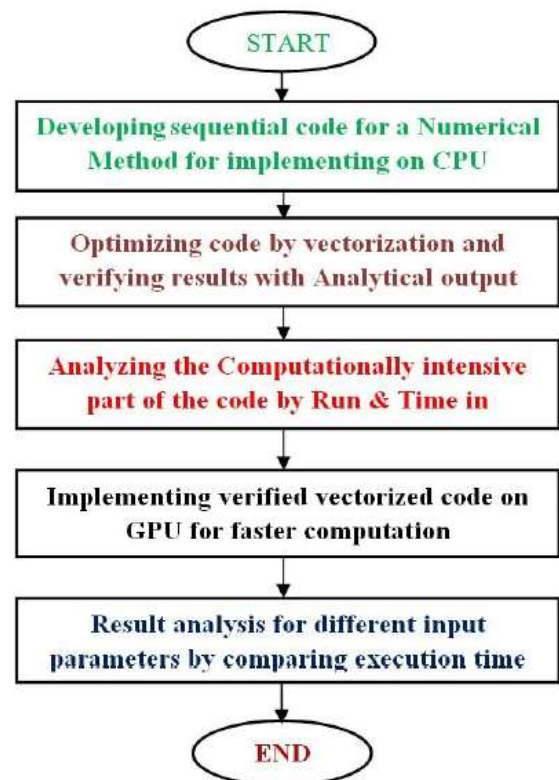 START
Developing sequential code for a Numerical
Method for implementing on CPU
Optimizing code by vectorization and
verifying results with Analytical output
Analyzing the Computationally intensive
part of the code by Run & Time in
Implementing verified vectorized code on
GPU for faster computation
Result analysis for different input
parameters by comparing execution time
END